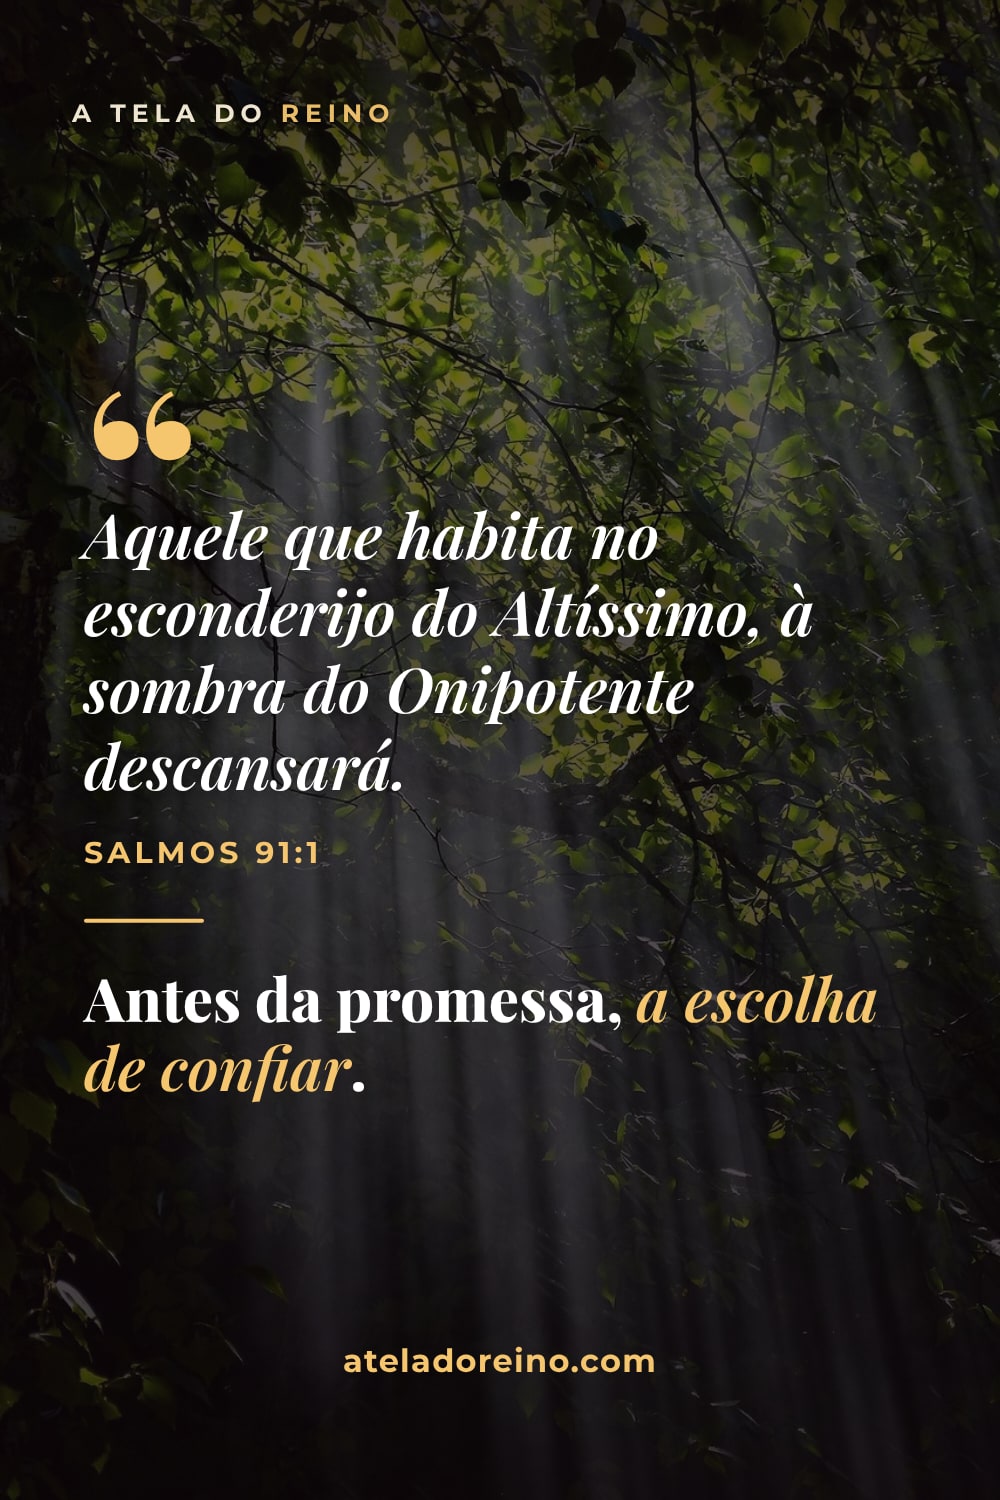 A TELA DO REINO
“
Aquele que habita no
esconderijo do Altíssimo, à
sombra do Onipotente
descansará.
SALMOS 91:1
Antes da promessa, a escolha
de confiar.
ateladoreino.com